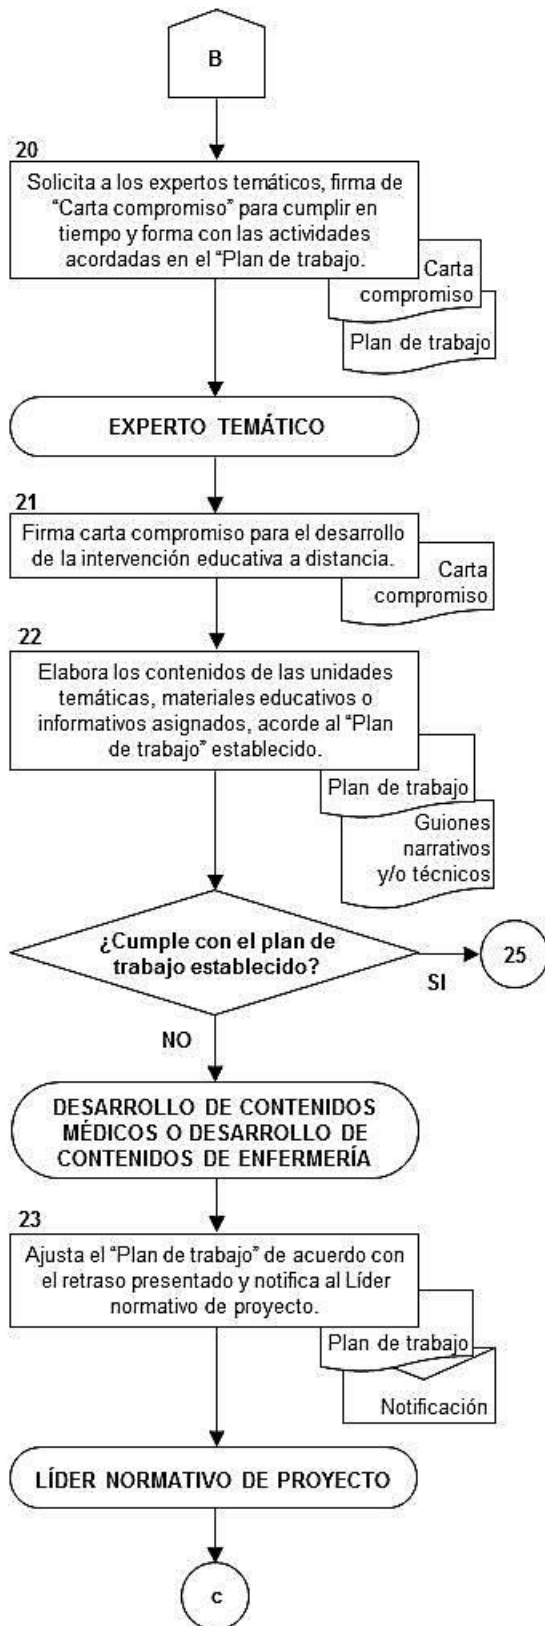 B
20
Solicita a los expertos temáticos, firma de
“Carta compromiso” para cumplir en
tiempo y forma con las actividades
acordadas en el “Plan de trabajo.
Carta
compromiso
Plan de trabajo
EXPERTO TEMÁTICO
21
Firma carta compromiso para el desarrollo
de la intervención educativa a distancia.
Carta
compromiso
22
Elabora los contenidos de las unidades
temáticas, materiales educativos o
informativos asignados, acorde al “Plan
de trabajo” establecido.
Plan de trabajo
Guiones
narrativos
y/o técnicos
¿Cumple con el plan de
trabajo establecido?
SI
25
NO
DESARROLLO DE CONTENIDOS
MÉDICOS O DESARROLLO DE
CONTENIDOS DE ENFERMERÍA
23
Ajusta el “Plan de trabajo” de acuerdo con
el retraso presentado y notifica al Líder
normativo de proyecto.
Plan de trabajo
Notificación
LÍDER NORMATIVO DE PROYECTO
c